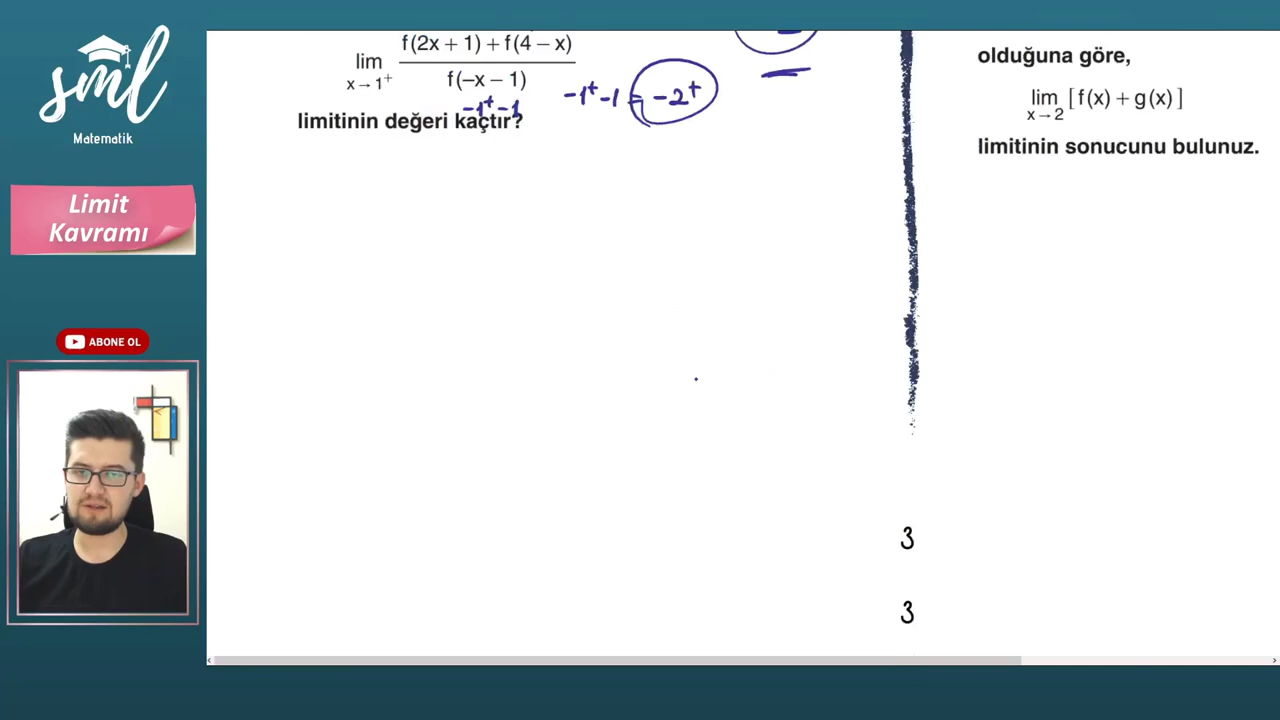 sml
Matematik
Limit
Kavramı
ABONE OL
lim x→1⁺ f(2x + 1) + f(4 – x)
f(–x – 1)
-1⁺-1
-1⁺-1 = -2⁺
limitinin değeri kaçtır?
olduğuna göre,
lim x→2 [f(x) + g(x)]
limitinin sonucunu bulunuz.
3
3